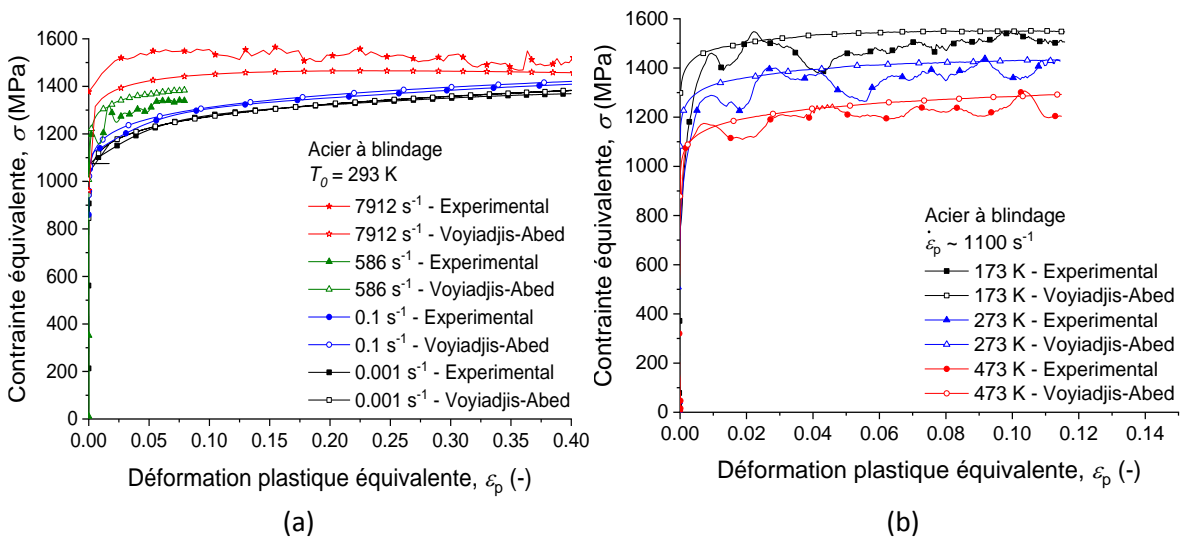 1600
1400
1200
1000
800
600
400
200
0
Contrainte équivalente, σ (MPa)
Acier à blindage
T0 = 293 K
7912 s-1 - Experimental
7912 s-1 - Voyiadjis-Abed
586 s-1 - Experimental
586 s-1 - Voyiadjis-Abed
0.1 s-1 - Experimental
0.1 s-1 - Voyiadjis-Abed
0.001 s-1 - Experimental
0.001 s-1 - Voyiadjis-Abed
0.00 0.05 0.10 0.15 0.20 0.25 0.30 0.35 0.40
Déformation plastique équivalente, εp (-)
(a)
1600
1400
1200
1000
800
600
400
200
0
Contrainte équivalente, σ (MPa)
Acier à blindage
ε̇p ~ 1100 s-1
173 K - Experimental
173 K - Voyiadjis-Abed
273 K - Experimental
273 K - Voyiadjis-Abed
473 K - Experimental
473 K - Voyiadjis-Abed
0.00 0.02 0.04 0.06 0.08 0.10 0.12 0.14
Déformation plastique équivalente, εp (-)
(b)